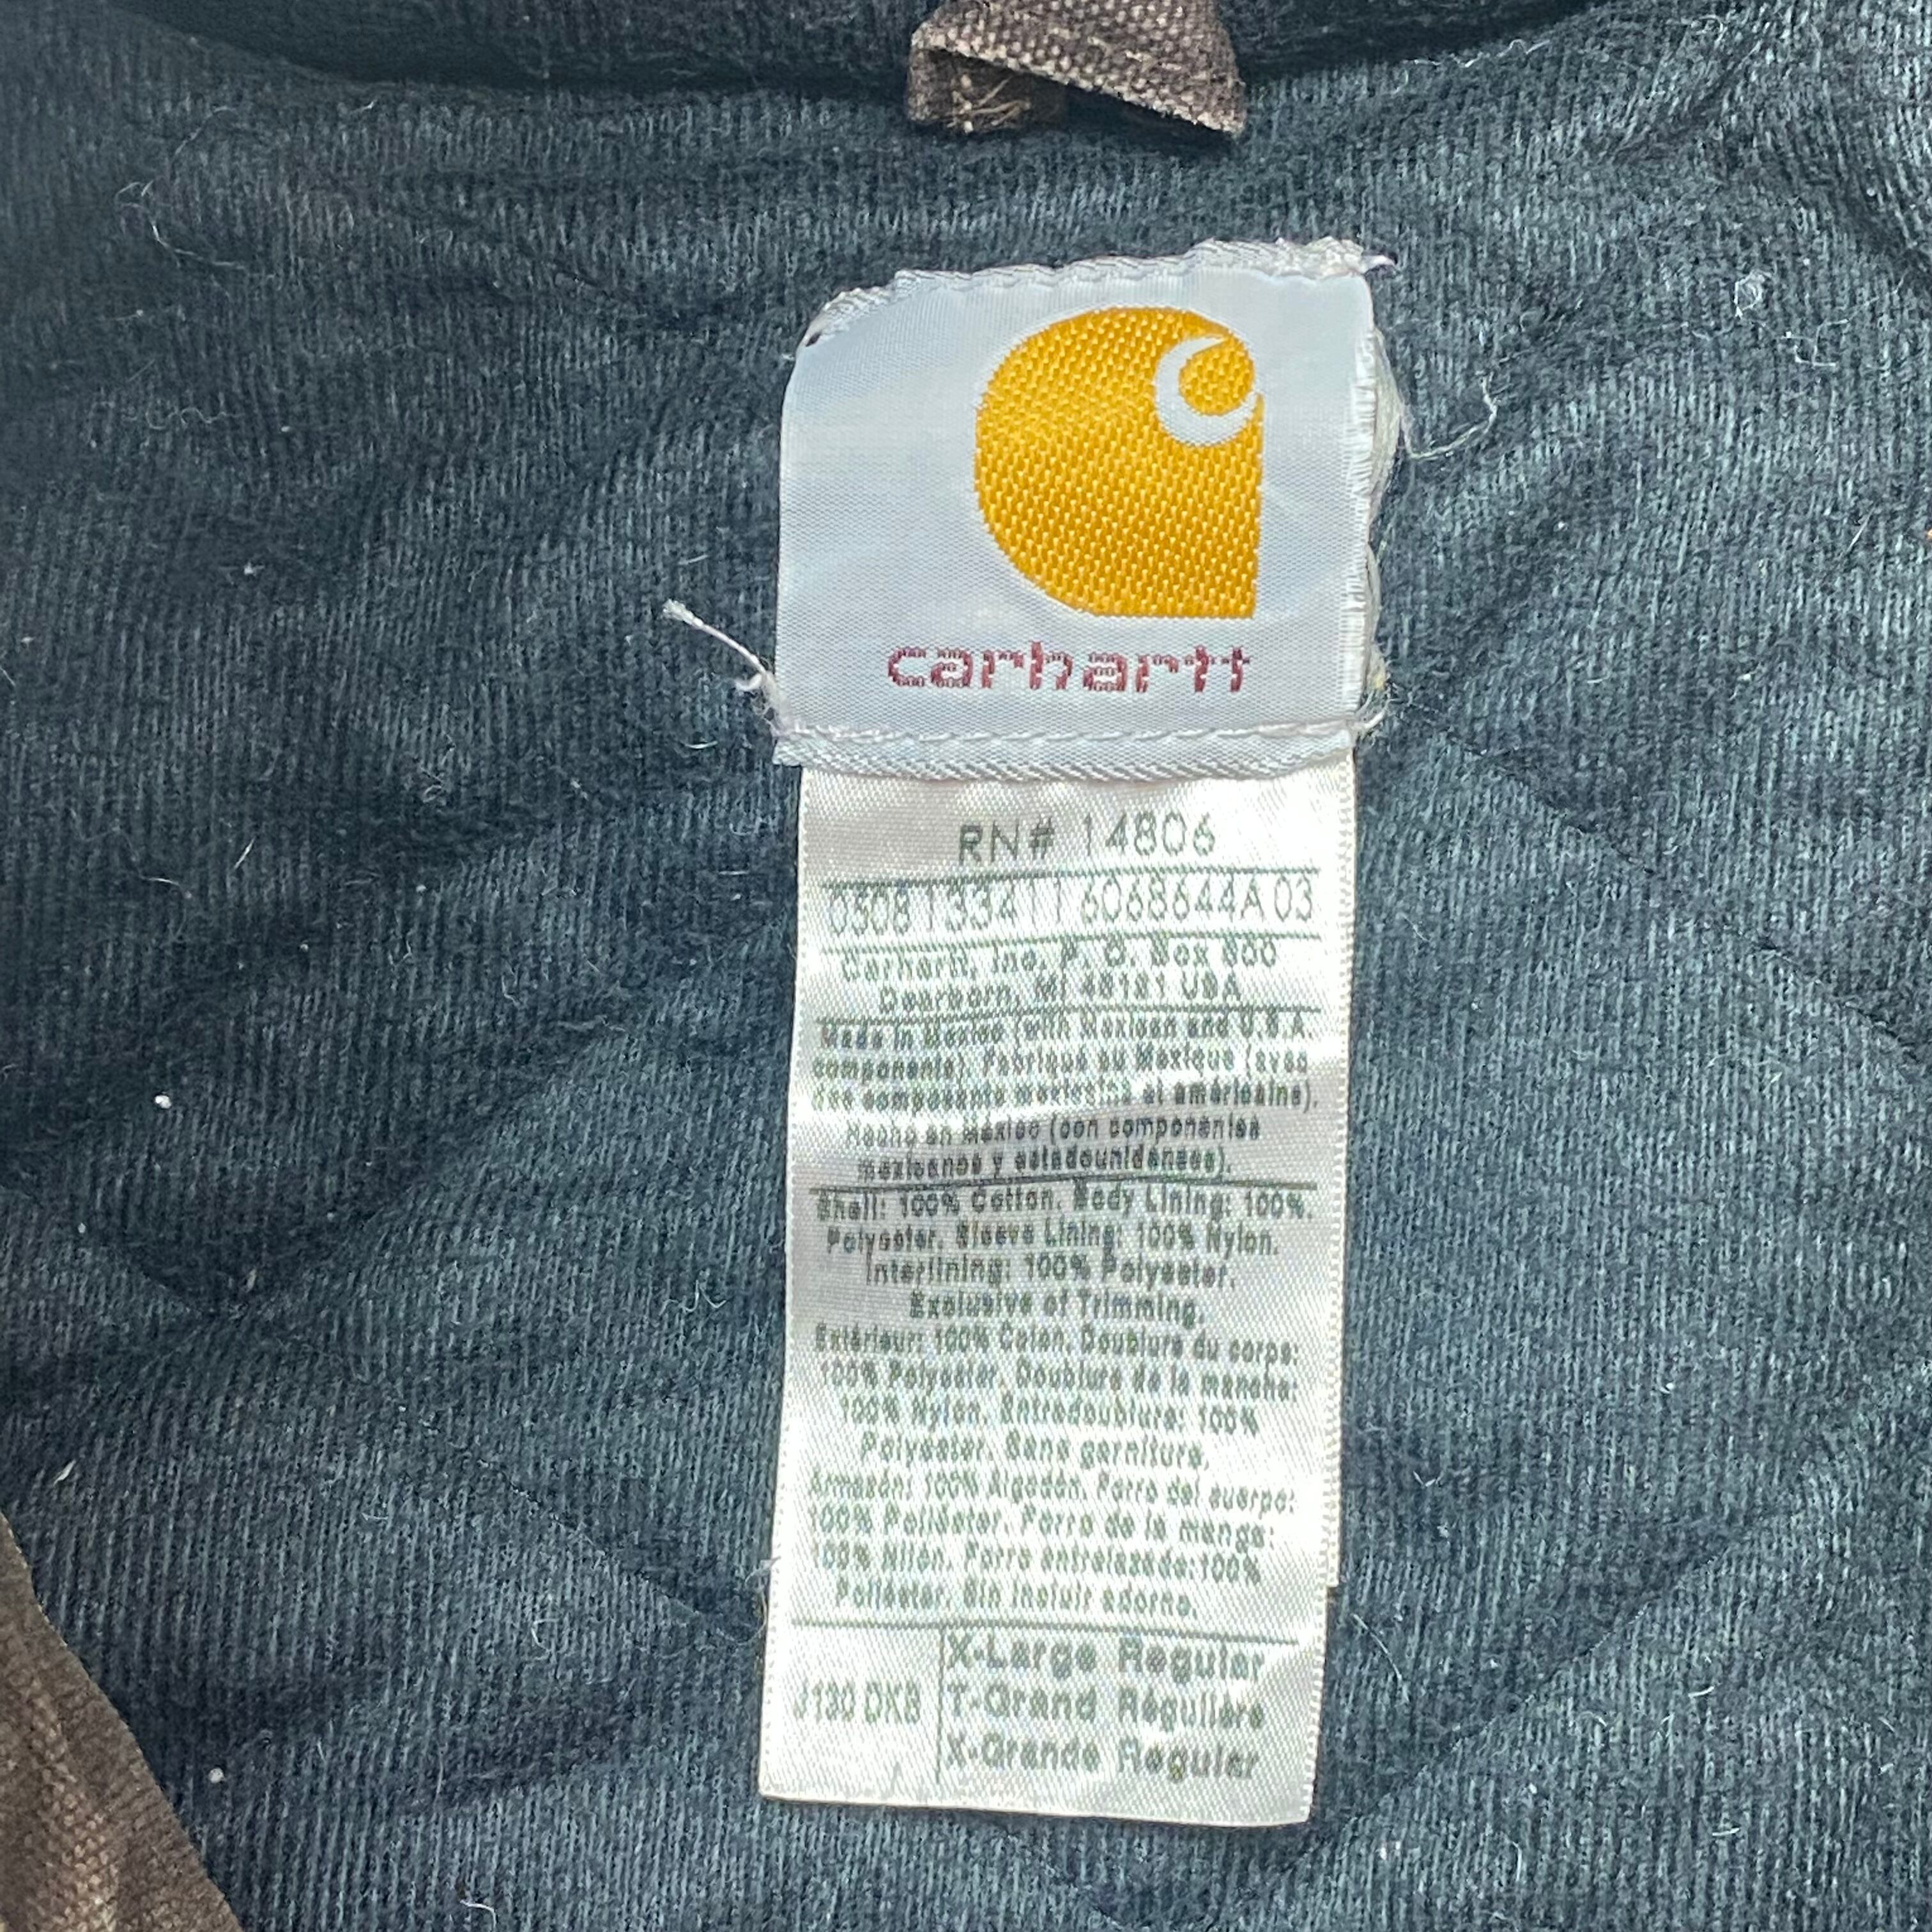 carhartt
RN# 14806
0508 133411 6068644A 03
Carhartt, Inc. P. O. Box 600
Dearborn, MI 48121 USA
Made in Mexico (with Mexican and U.S.A.
components). Fabriqué au Mexique (avec
des composants mexicains et américains).
Hecho en México (con componentes
mexicanos y estadounidenses).
Shell: 100% Cotton. Body Lining: 100%
Polyester. Sleeve Lining: 100% Nylon.
Interlining: 100% Polyester.
Exclusive of Trimming.
Extérieur: 100% Coton. Doublure du corps:
100% Polyester. Doublure de la manche:
100% Nylon. Entredoublure: 100%
Polyester. Sans garniture.
Armazón: 100% Algodón. Forro del cuerpo:
100% Poliéster. Forro de la manga:
100% Nilón. Forro entrelazado:100%
Poliéster. Sin incluir adorno.
J130 DKB
X-Large Regular
T-Grand Régulière
X-Grande Regular